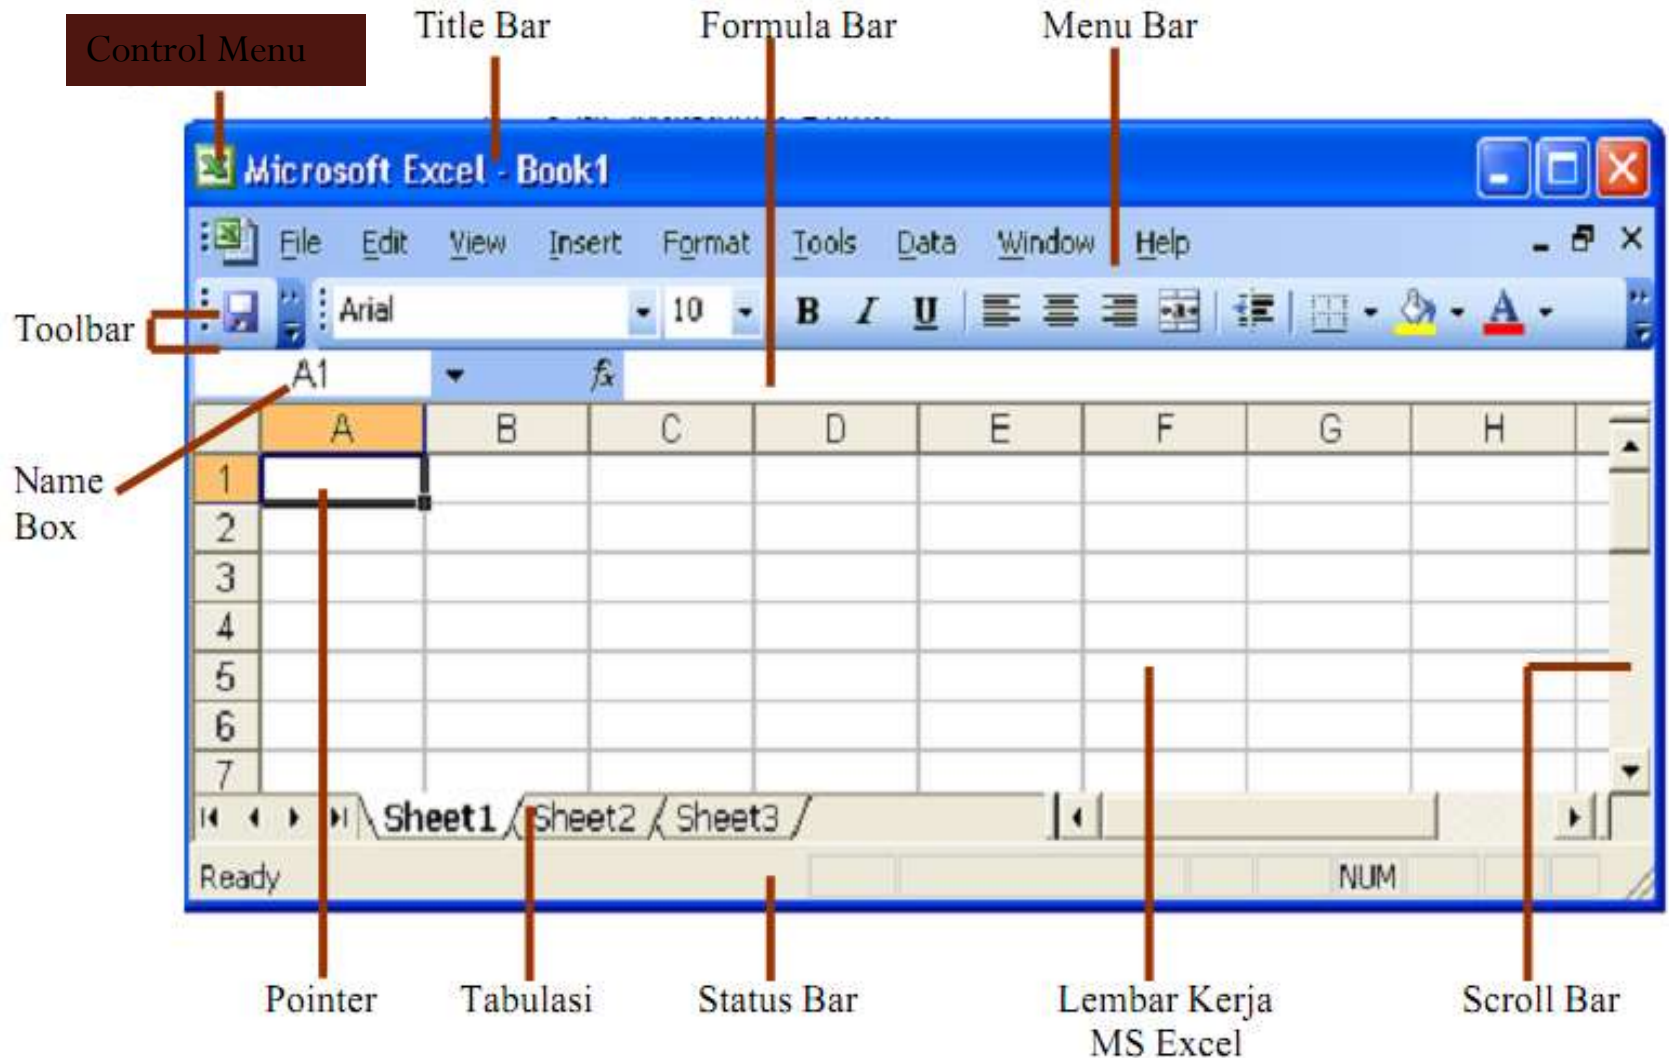 Control Menu
Title Bar
Formula Bar
Menu Bar
Microsoft Excel - Book1
File Edit View Insert Format Tools Data Window Help
Arial 10 B I U a A
Toolbar
A1 fx
A B C D E F G H
Name
Box
1
2
3
4
5
6
7
Sheet1 Sheet2 Sheet3
Ready NUM
Pointer
Tabulasi
Status Bar
Lembar Kerja
MS Excel
Scroll Bar